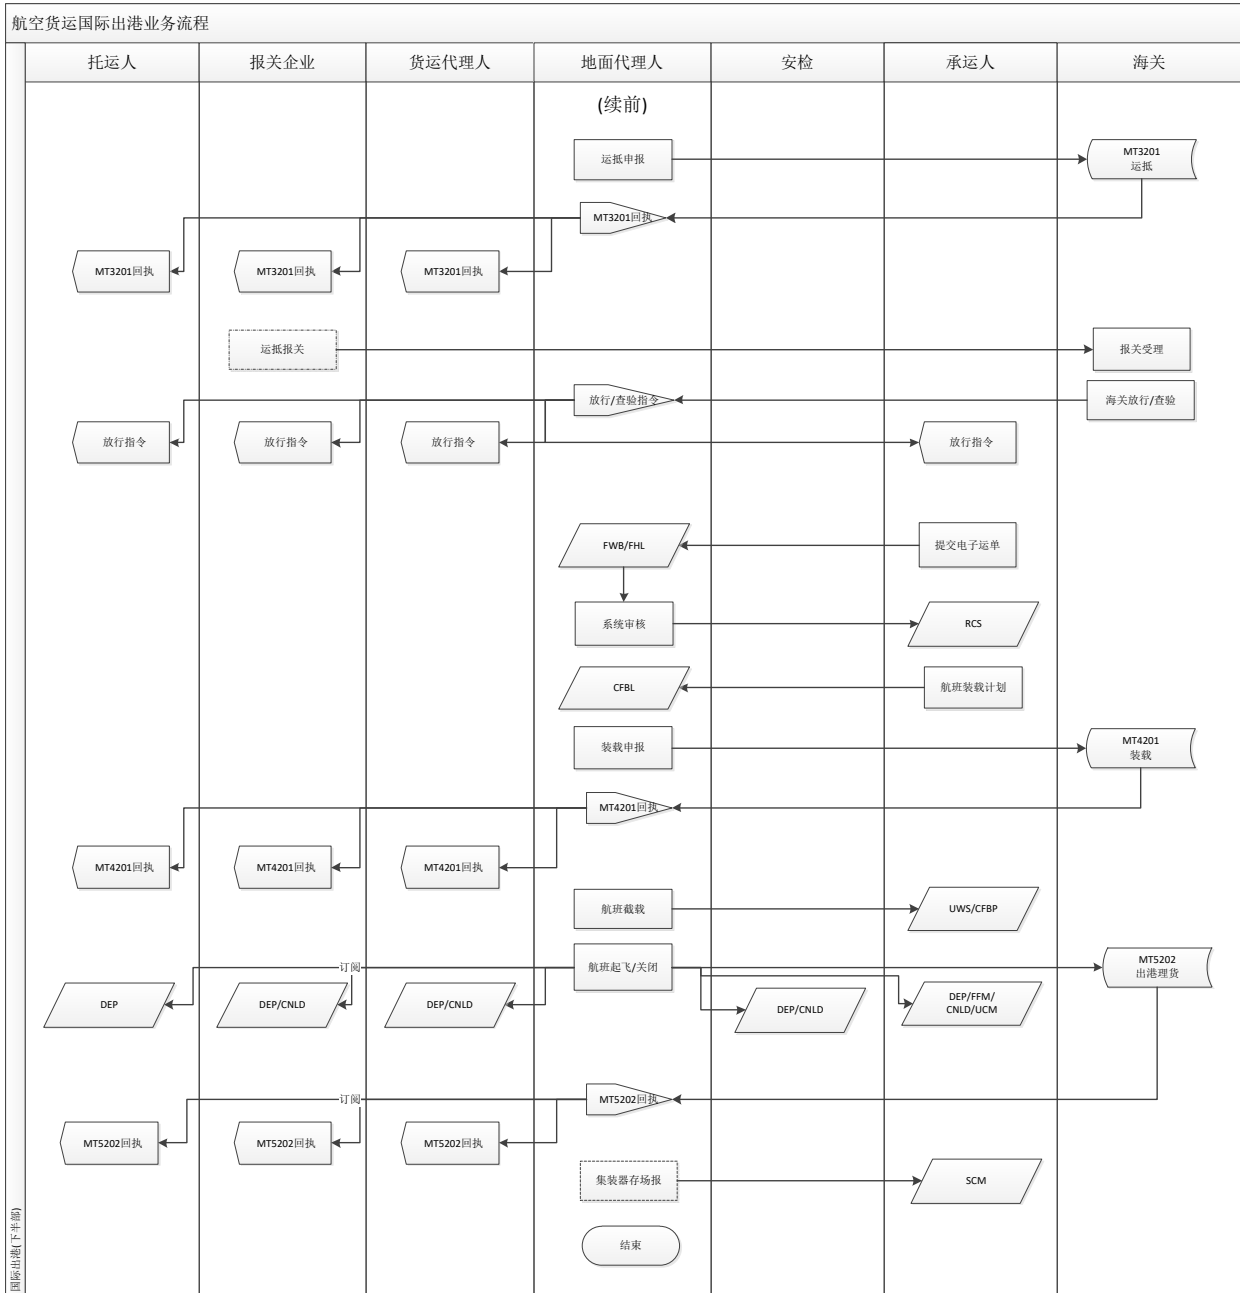 航空货运国际出港业务流程
托运人
报关企业
货运代理人
地面代理人
安检
承运人
海关
(续前)
运抵申报
MT3201
运抵
MT3201回执
MT3201回执
MT3201回执
MT3201回执
运抵报关
报关受理
放行/查验指令
海关放行/查验
放行指令
放行指令
放行指令
放行指令
FWB/FHL
提交电子运单
系统审核
RCS
CFBL
航班装载计划
装载申报
MT4201
装载
MT4201回执
MT4201回执
MT4201回执
MT4201回执
航班截载
UWS/CFBP
订阅
航班起飞/关闭
MT5202
出港理货
DEP
DEP/CNLD
DEP/CNLD
DEP/CNLD
DEP/FFM/
CNLD/UCM
订阅
MT5202回执
MT5202回执
MT5202回执
MT5202回执
集装器存场报
SCM
结束
国际出港(下半部)